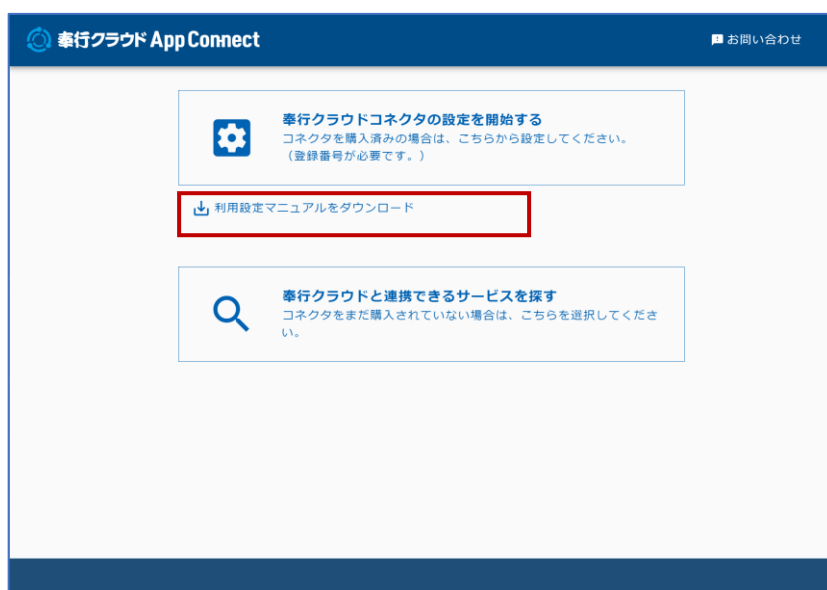 奉行クラウド App Connect
お問い合わせ
奉行クラウドコネクタの設定を開始する
コネクタを購入済みの場合は、こちらから設定してください。
（登録番号が必要です。）
利用設定マニュアルをダウンロード
奉行クラウドと連携できるサービスを探す
コネクタをまだ購入されていない場合は、こちらを選択してくださ
い。